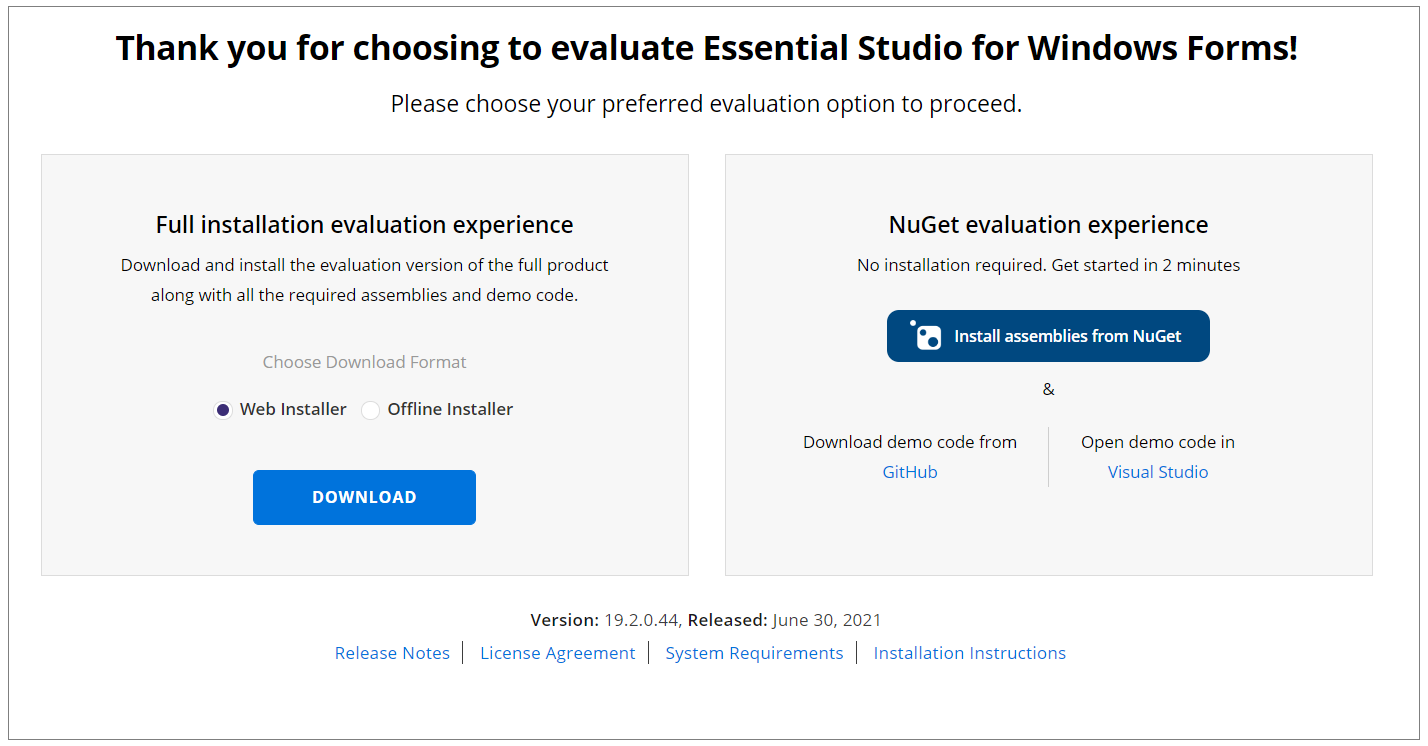 Thank you for choosing to evaluate Essential Studio for Windows Forms!
Please choose your preferred evaluation option to proceed.
Full installation evaluation experience
Download and install the evaluation version of the full product
along with all the required assemblies and demo code.
Choose Download Format
Web Installer Offline Installer
DOWNLOAD
NuGet evaluation experience
No installation required. Get started in 2 minutes
Install assemblies from NuGet
&
Download demo code from
GitHub
Open demo code in
Visual Studio
Version: 19.2.0.44, Released: June 30, 2021
Release Notes | License Agreement | System Requirements | Installation Instructions